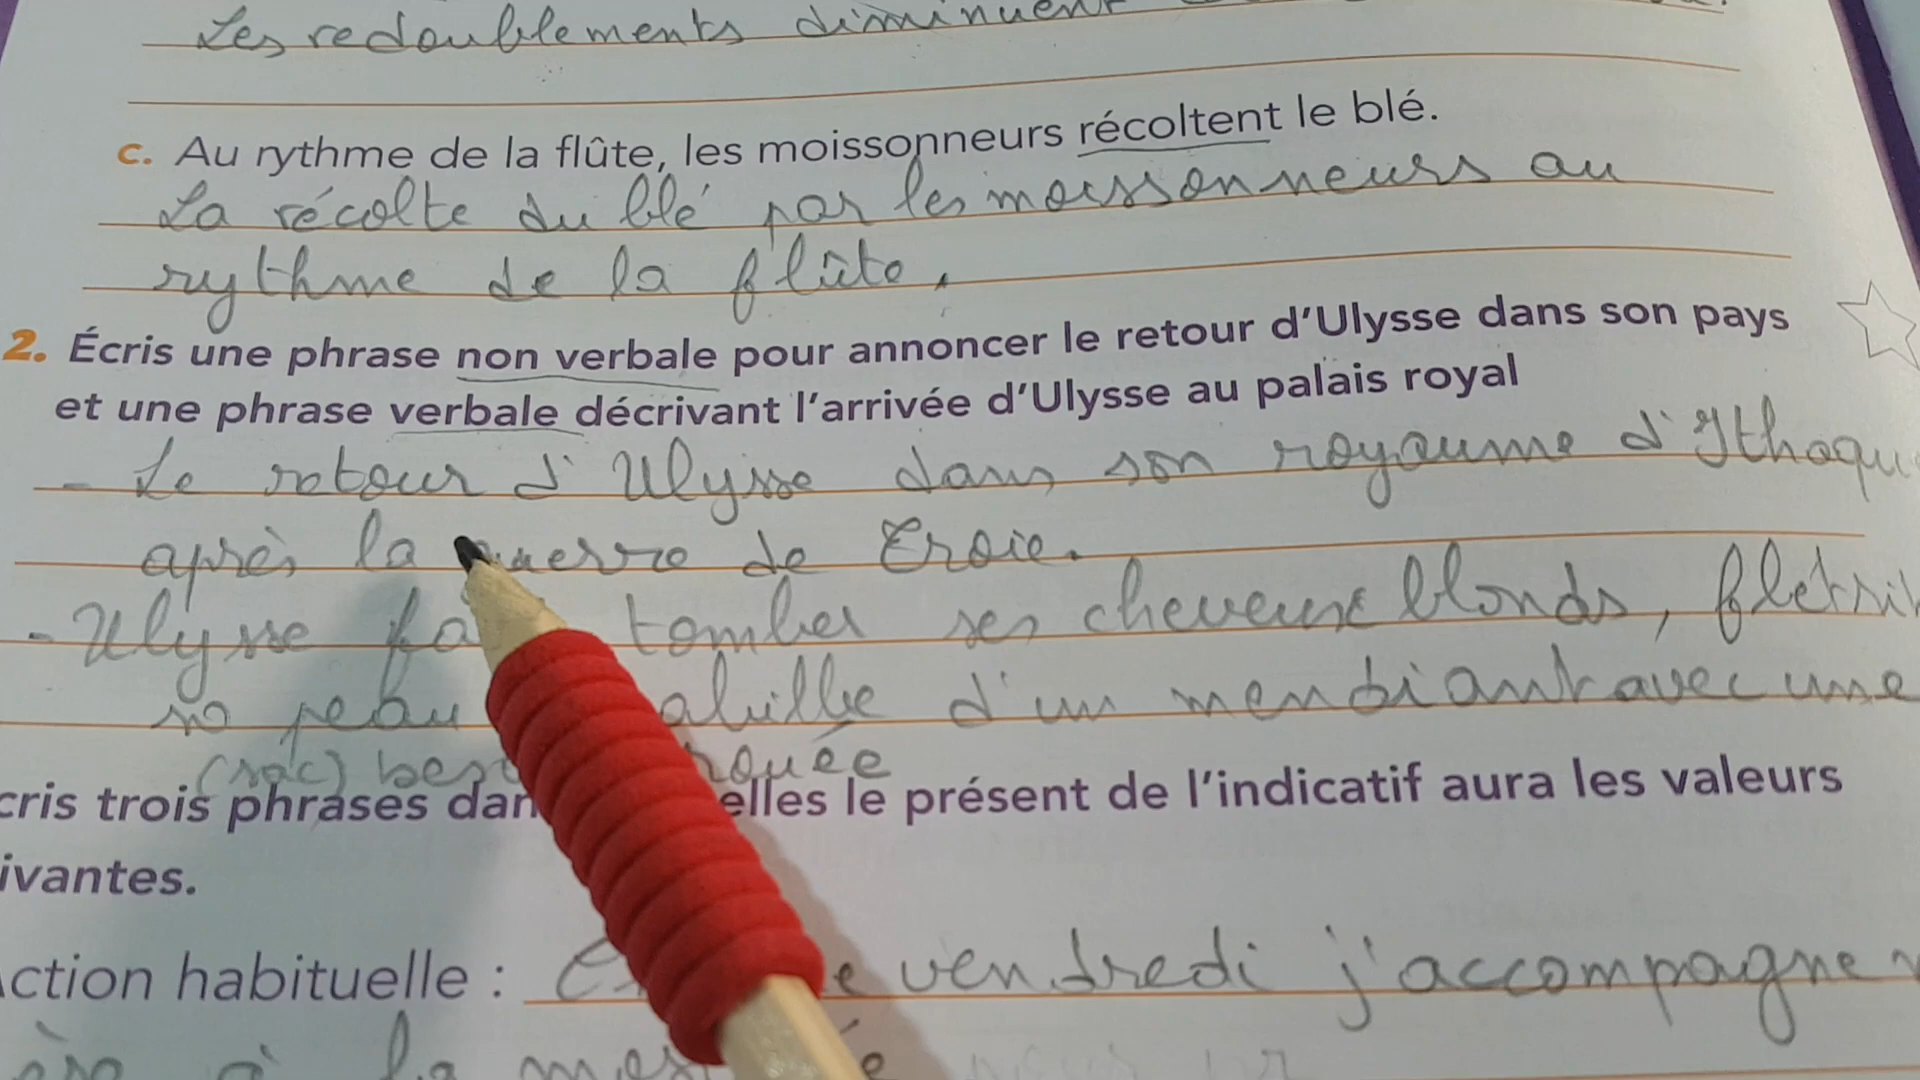 Les redoublements diminuent
c. Au rythme de la flûte, les moissonneurs récoltent le blé.
La récolte du blé par les moissonneurs au
rythme de la flûte.
2. Écris une phrase non verbale pour annoncer le retour d'Ulysse dans son pays
et une phrase verbale décrivant l'arrivée d'Ulysse au palais royal
- Le retour d'Ulysse dans son royaume d'Ithaqu
après la guerre de Troie.
- Ulysse fa tomber ses cheveux blonds, flétrit
sa peau d'un mendiant avec une
(sac) bes rouée
cris trois phrases dan elles le présent de l'indicatif aura les valeurs
ivantes.
ction habituelle : e vendredi j'accompagne
à la